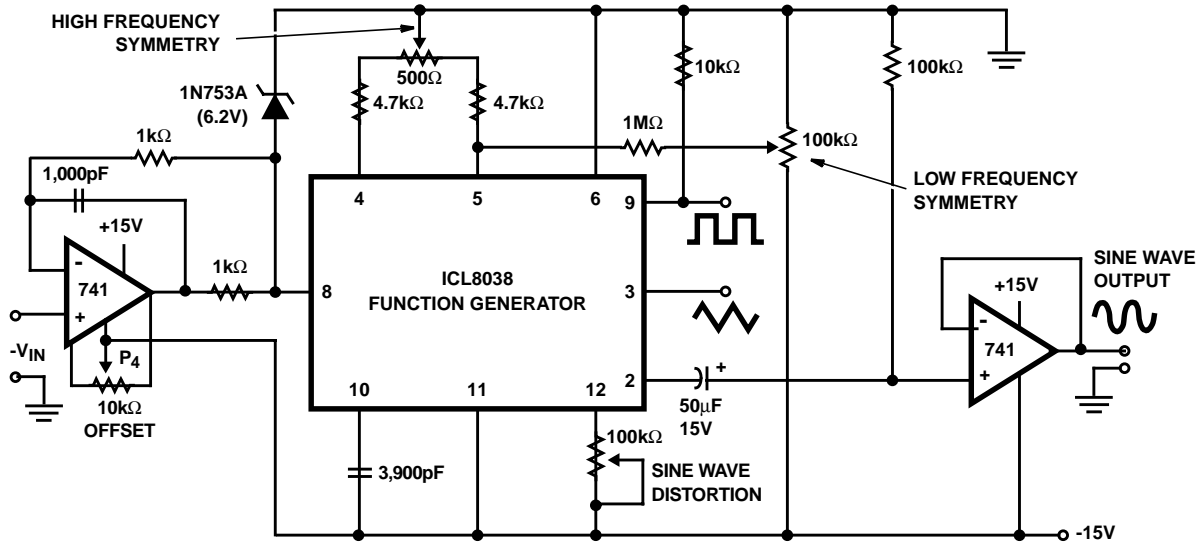 HIGH FREQUENCY
SYMMETRY
500Ω
10kΩ
100kΩ
1N753A
(6.2V)
4.7kΩ
4.7kΩ
1kΩ
1MΩ
100kΩ
LOW FREQUENCY
SYMMETRY
1,000pF
4
5
6
9
+15V
-
741
+
1kΩ
8
ICL8038
FUNCTION GENERATOR
3
SINE WAVE
OUTPUT
+15V
-
741
+
-VIN
P4
10kΩ
OFFSET
10
11
12
2
+
50μF
15V
100kΩ
3,900pF
SINE WAVE
DISTORTION
-15V